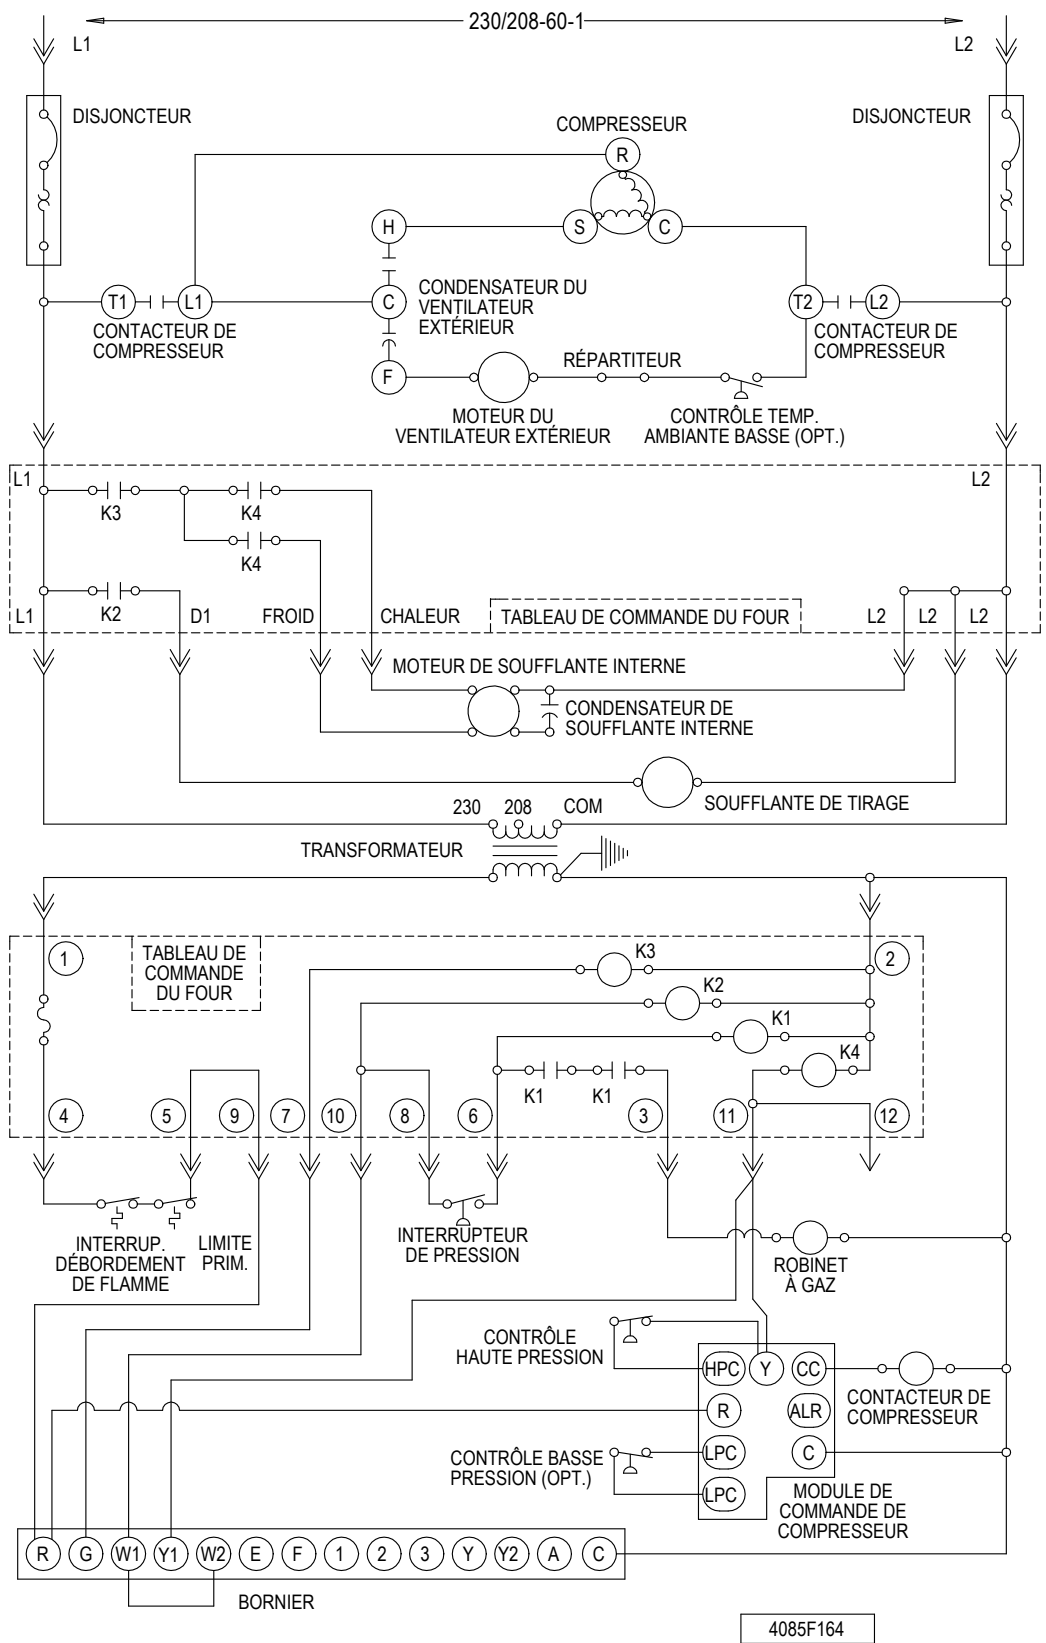 230/208-60-1
L1
L2
DISJONCTEUR
DISJONCTEUR
COMPRESSEUR
R
H
S
C
CONDENSATEUR DU
VENTILATEUR
EXTÉRIEUR
T1
L1
C
T2
L2
CONTACTEUR DE
COMPRESSEUR
CONTACTEUR DE
COMPRESSEUR
F
RÉPARTITEUR
MOTEUR DU
VENTILATEUR EXTÉRIEUR
CONTRÔLE TEMP.
AMBIANTE BASSE (OPT.)
L1
L2
K3
K4
K4
K2
L1
D1
FROID
CHALEUR
TABLEAU DE COMMANDE DU FOUR
L2
L2
L2
MOTEUR DE SOUFFLANTE INTERNE
CONDENSATEUR DE
SOUFFLANTE INTERNE
SOUFFLANTE DE TIRAGE
230
208
COM
TRANSFORMATEUR
1
TABLEAU DE
COMMANDE
DU FOUR
K3
2
K2
K1
K4
K1
K1
4
5
9
7
10
8
6
3
11
12
INTERRUP.
DÉBORDEMENT
DE FLAMME
LIMITE
PRIM.
INTERRUPTEUR
DE PRESSION
ROBINET
À GAZ
CONTRÔLE
HAUTE PRESSION
HPC
Y
CC
CONTACTEUR DE
COMPRESSEUR
R
ALR
CONTRÔLE BASSE
PRESSION (OPT.)
LPC
C
LPC
MODULE DE
COMMANDE DE
COMPRESSEUR
R
G
W1
Y1
W2
E
F
1
2
3
Y
Y2
A
C
BORNIER
4085F164